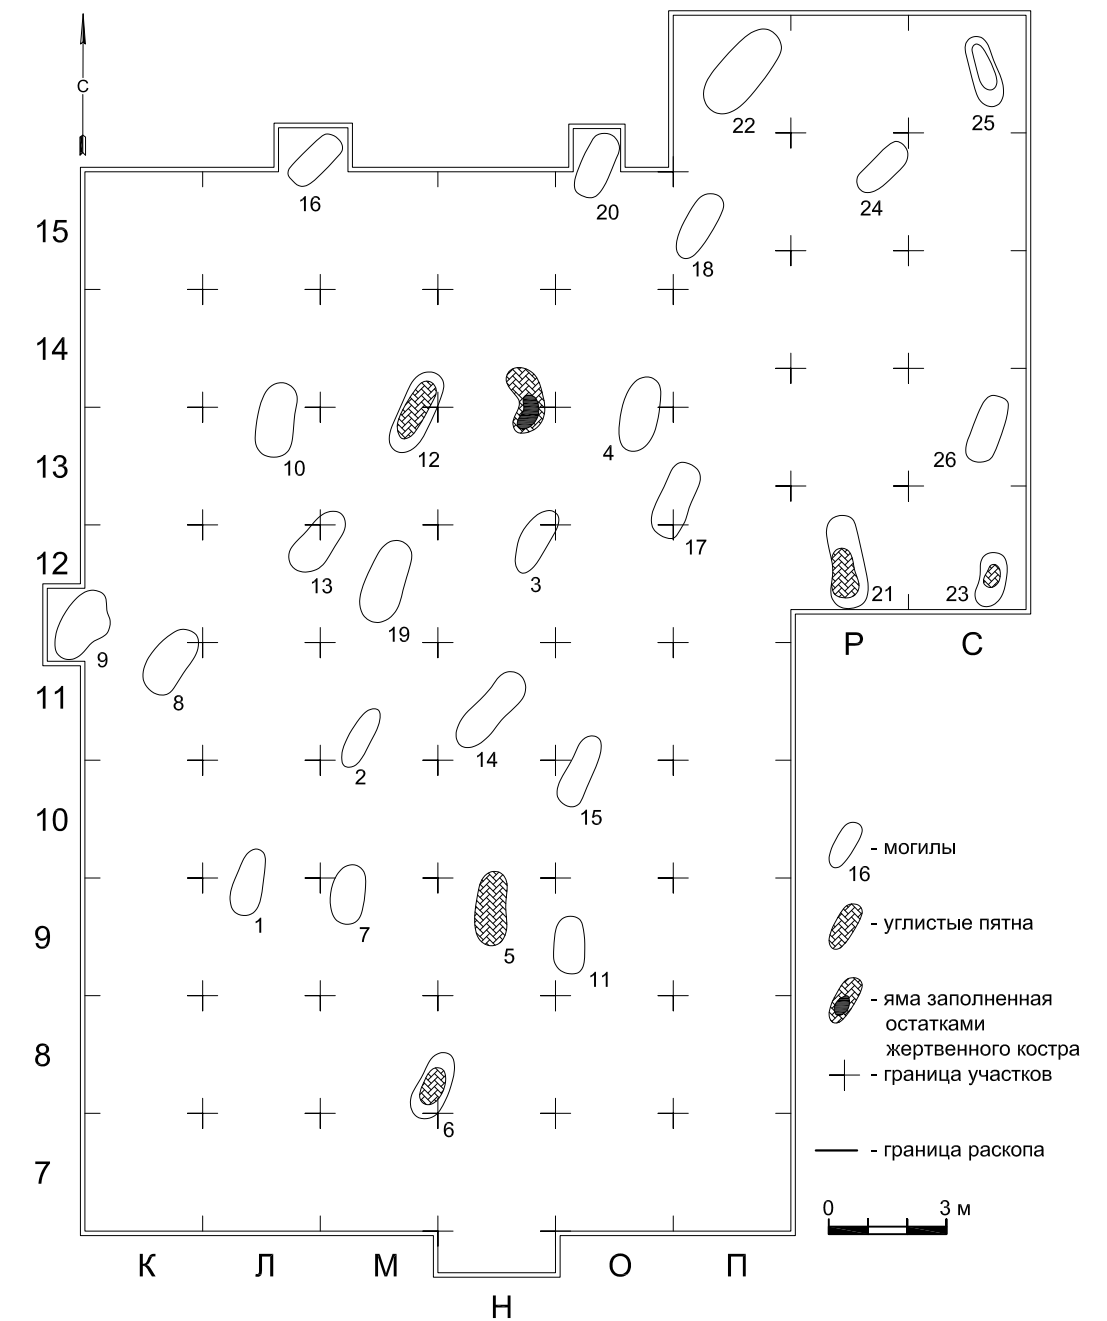 С
22
25
16
20
24
15
18
14
4
26
10
12
13
17
12
13
3
21
23
19
Р
С
9
8
11
14
2
15
10
- могилы
16
1
7
- углистые пятна
9
5
11
- яма заполненная
остатками
жертвенного костра
8
- граница участков
6
- граница раскопа
7
0 3 м
К Л М О П
Н